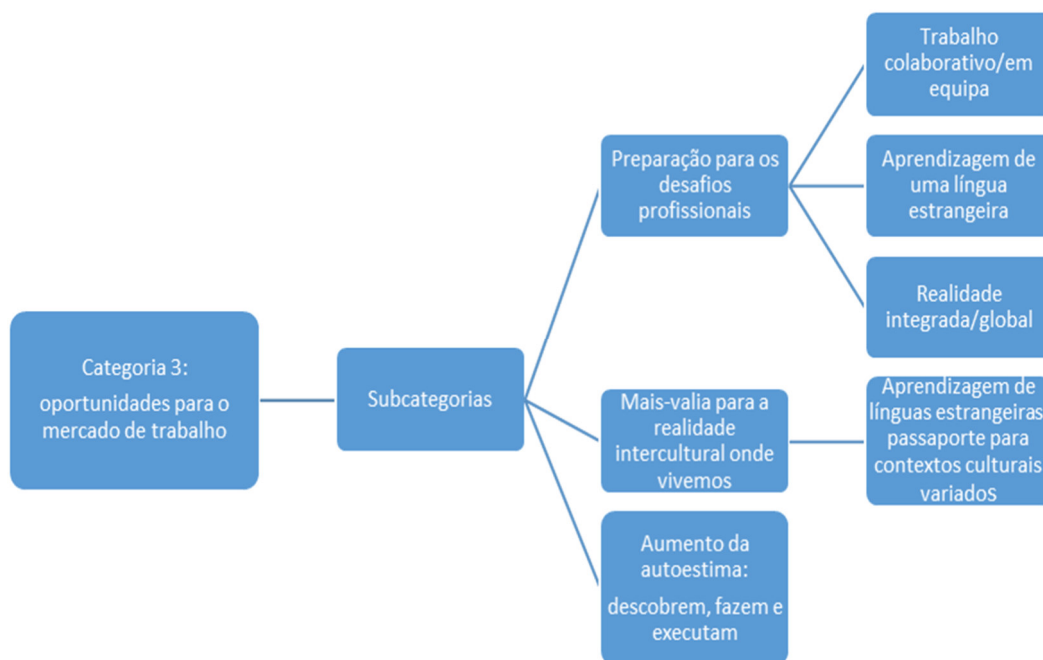 Categoria 3:
oportunidades para o
mercado de trabalho
Subcategorias
Preparação para os
desafios
profissionais
Trabalho
colaborativo/em
equipa
Aprendizagem de
uma língua
estrangeira
Realidade
integrada/global
Mais-valia para a
realidade
intercultural onde
vivemos
Aprendizagem de
línguas estrangeiras
passaporte para
contextos culturais
variados
Aumento da
autoestima:
descobrem, fazem e
executam